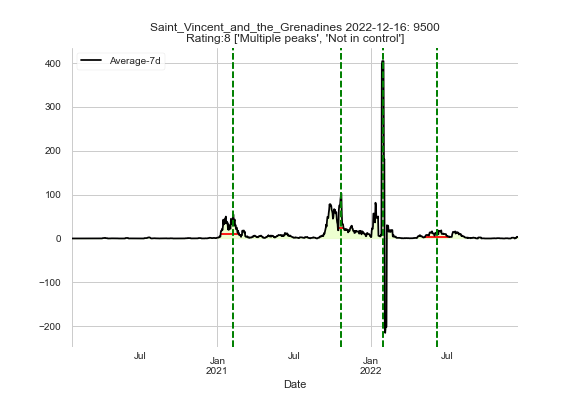 Saint_Vincent_and_the_Grenadines 2022-12-16: 9500
Rating:8 ['Multiple peaks', 'Not in control']
Average-7d
400
300
200
100
0
−100
−200
Jul
Jan
2021
Jul
Jan
2022
Jul
Date